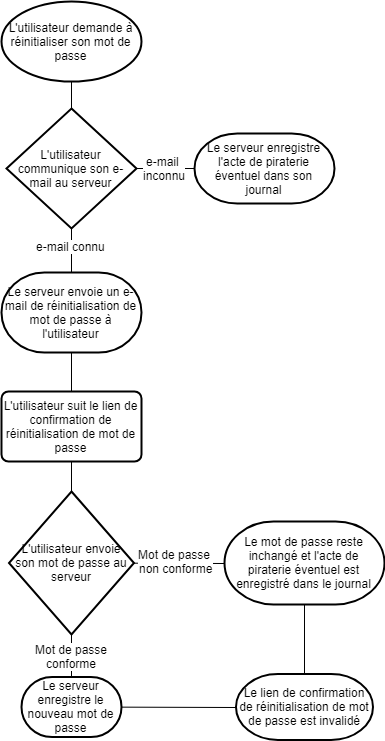 L'utilisateur demande à
réinitialiser son mot de
passe
L'utilisateur
communique son e-
mail au serveur
e-mail
inconnu
Le serveur enregistre
l'acte de piraterie
éventuel dans son
journal
e-mail connu
Le serveur envoie un e-
mail de réinitialisation de
mot de passe à
l'utilisateur
L'utilisateur suit le lien de
confirmation de
réinitialisation de mot de
passe
L'utilisateur envoie
son mot de passe au
serveur
Mot de passe
non conforme
Le mot de passe reste
inchangé et l'acte de
piraterie éventuel est
enregistré dans le journal
Mot de passe
conforme
Le serveur
enregistre le
nouveau mot de
passe
Le lien de confirmation
de réinitialisation de mot
de passe est invalidé